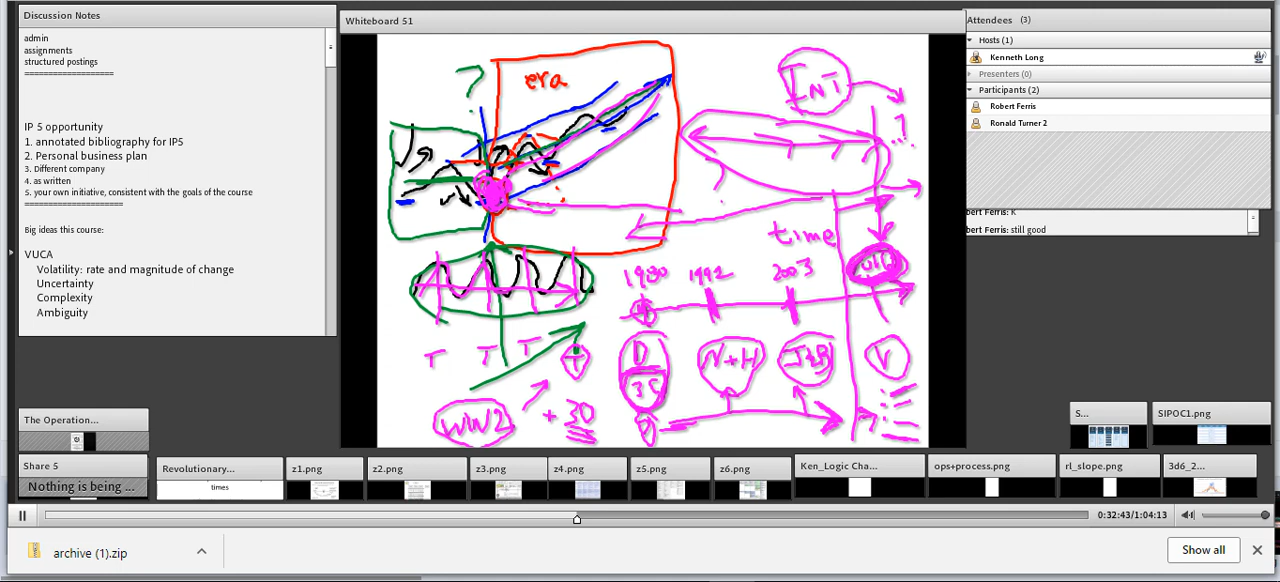 Discussion Notes
admin
assignments
structured postings
====================
IP 5 opportunity
1. annotated bibliography for IP5
2. Personal business plan
3. Different company
4. as written
5. your own initiative, consistent with the goals of the course
======================
Big ideas this course:
VUCA
Volatility: rate and magnitude of change
Uncertainty
Complexity
Ambiguity
Whiteboard 51
?
era
INT
?
?
time
1980 1992 2003
T T T T
D
N+H
V
WW2
+30
?
Attendees (3)
Hosts (1)
Kenneth Long
Presenters (0)
Participants (2)
Robert Ferris
Ronald Turner 2
bert Ferris: K
bert Ferris: still good
The Operation...
S...
SIPOC1.png
Share 5
Nothing is being ...
Revolutionary...
times
z1.png
z2.png
z3.png
z4.png
z5.png
z6.png
Ken_Logic Cha...
ops+process.png
rl_slope.png
3d6_2...
0:32:43/1:04:13
archive (1).zip
Show all